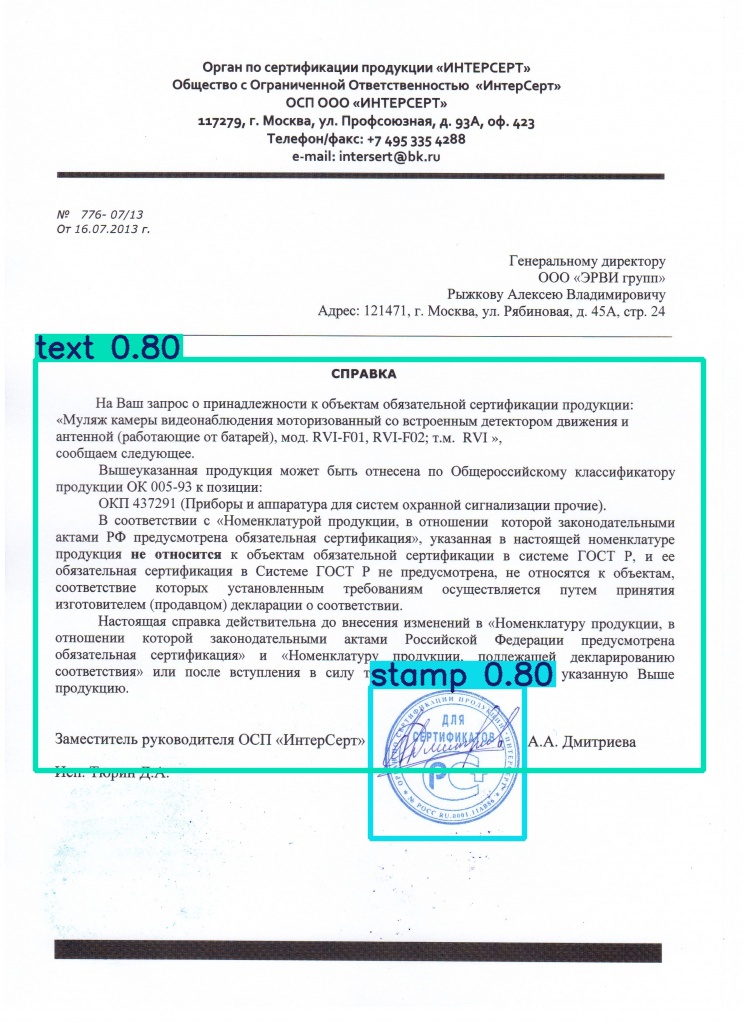 Орган по сертификации продукции «ИНТЕРСЕРТ»
Общество с Ограниченной Ответственностью «ИнтерСерт»
ОСП ООО «ИНТЕРСЕРТ»
117279, г. Москва, ул. Профсоюзная, д. 93А, оф. 423
Телефон/факс: +7 495 335 4288
e-mail: intersert@bk.ru
№ 776- 07/13
От 16.07.2013 г.
Генеральному директору
ООО «ЭРВИ групп»
Рыжкову Алексею Владимировичу
Адрес: 121471, г. Москва, ул. Рябиновая, д. 45А, стр. 24
text 0.80
СПРАВКА
На Ваш запрос о принадлежности к объектам обязательной сертификации продукции:
«Муляж камеры видеонаблюдения моторизованный со встроенным детектором движения и
антенной (работающие от батарей), мод. RVI-F01, RVI-F02; т.м. RVI »,
сообщаем следующее.
Вышеуказанная продукция может быть отнесена по Общероссийскому классификатору
продукции ОК 005-93 к позиции:
ОКП 437291 (Приборы и аппаратура для систем охранной сигнализации прочие).
В соответствии с «Номенклатурой продукции, в отношении которой законодательными
актами РФ предусмотрена обязательная сертификация», указанная в настоящей номенклатуре
продукция не относится к объектам обязательной сертификации в системе ГОСТ Р, и ее
обязательная сертификация в Системе ГОСТ Р не предусмотрена, не относятся к объектам,
соответствие которых установленным требованиям осуществляется путем принятия
изготовителем (продавцом) декларации о соответствии.
Настоящая справка действительна до внесения изменений в «Номенклатуру продукции, в
отношении которой законодательными актами Российской Федерации предусмотрена
обязательная сертификация» и «Номенклатуру продукции, подлежащей декларированию
соответствия» или после вступления в силу указанную Выше
stamp 0.80
продукцию.
Заместитель руководителя ОСП «ИнтерСерт»
ДЛЯ
СЕРТИФИКАТОВ
А.А. Дмитриева
Исп. Тюрин Д.А.